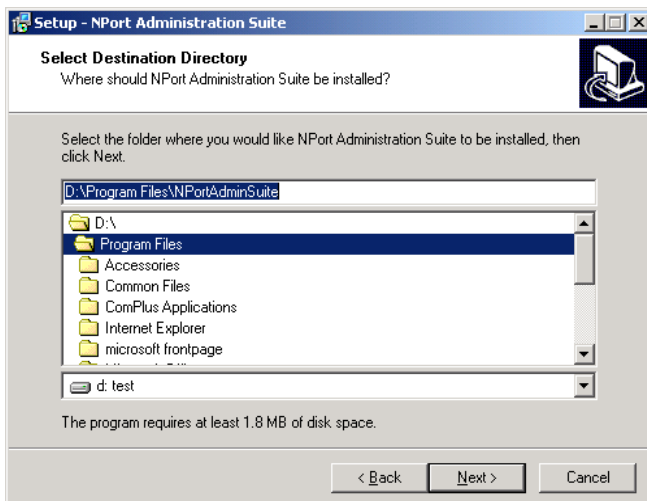 Setup - NPort Administration Suite
Select Destination Directory
Where should NPort Administration Suite be installed?
Select the folder where you would like NPort Administration Suite to be installed, then
click Next.
D:\Program Files\NPortAdminSuite
D:\
Program Files
Accessories
Common Files
ComPlus Applications
Internet Explorer
microsoft frontpage
d: test
The program requires at least 1.8 MB of disk space.
< Back
Next >
Cancel